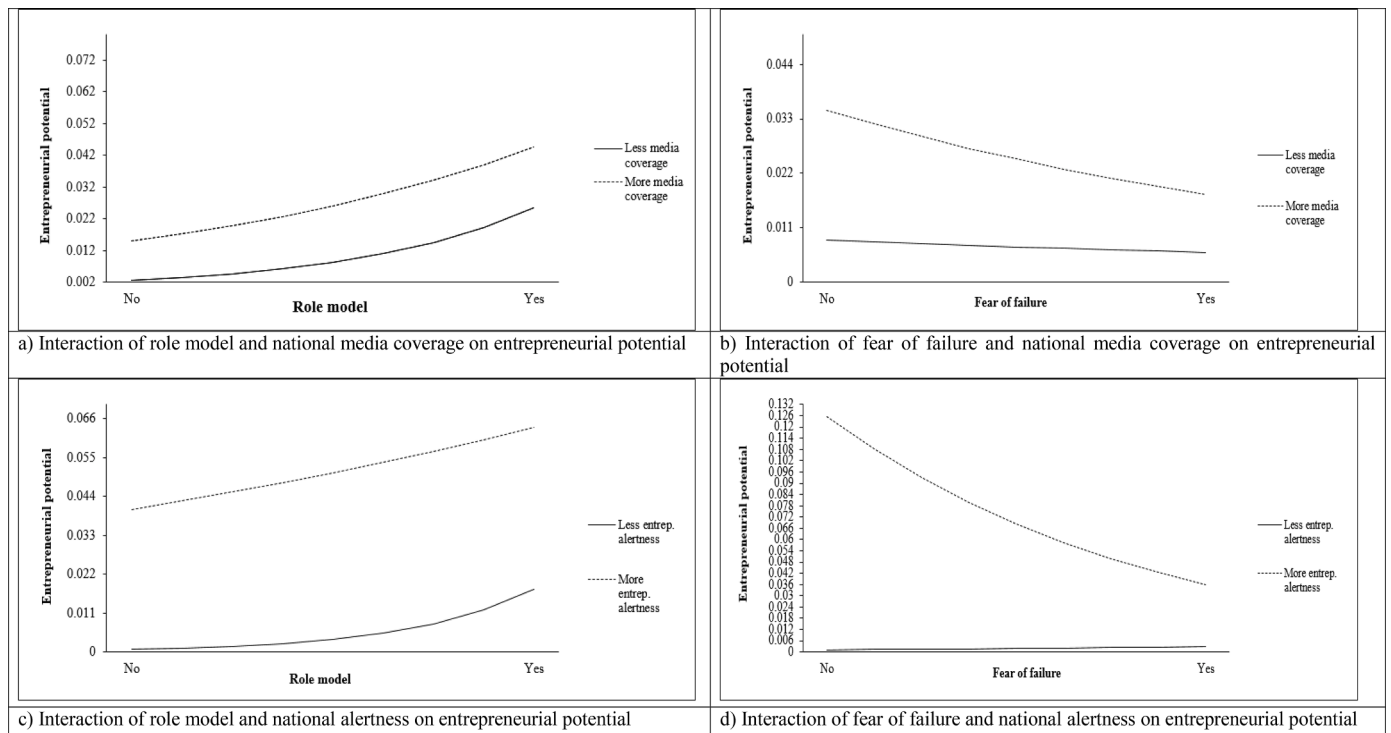 Entrepreneurial potential
0.072
0.062
0.052
0.042
0.032
0.022
0.012
0.002
No
Yes
Role model
Less media
coverage
More media
coverage
a) Interaction of role model and national media coverage on entrepreneurial potential
Entrepreneurial potential
0.044
0.033
0.022
0.011
0
No
Yes
Fear of failure
Less media
coverage
More media
coverage
b) Interaction of fear of failure and national media coverage on entrepreneurial
potential
Entrepreneurial potential
0.066
0.055
0.044
0.033
0.022
0.011
0
No
Yes
Role model
Less entrep.
alertness
More
entrep.
alertness
c) Interaction of role model and national alertness on entrepreneurial potential
Entrepreneurial potential
0.132
0.126
0.12
0.114
0.108
0.102
0.096
0.09
0.084
0.078
0.072
0.066
0.06
0.054
0.048
0.042
0.036
0.03
0.024
0.018
0.012
0.006
0
No
Yes
Fear of failure
Less entrep.
alertness
More entrep.
alertness
d) Interaction of fear of failure and national alertness on entrepreneurial potential